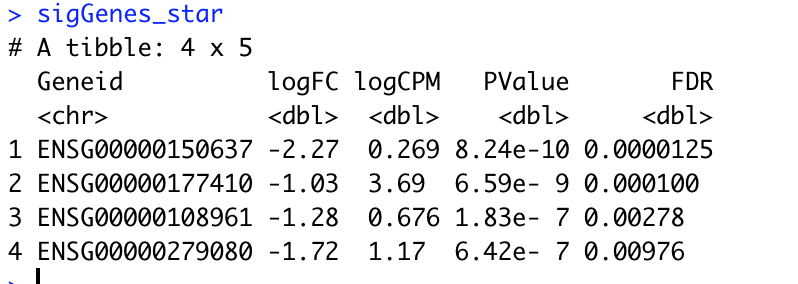 > sigGenes_star
# A tibble: 4 x 5
  Geneid          logFC logCPM   PValue       FDR
  <chr>           <dbl>  <dbl>    <dbl>     <dbl>
1 ENSG00000150637 -2.27  0.269 8.24e-10 0.0000125
2 ENSG00000177410 -1.03  3.69  6.59e- 9 0.000100
3 ENSG00000108961 -1.28  0.676 1.83e- 7 0.00278
4 ENSG00000279080 -1.72  1.17  6.42e- 7 0.00976
>